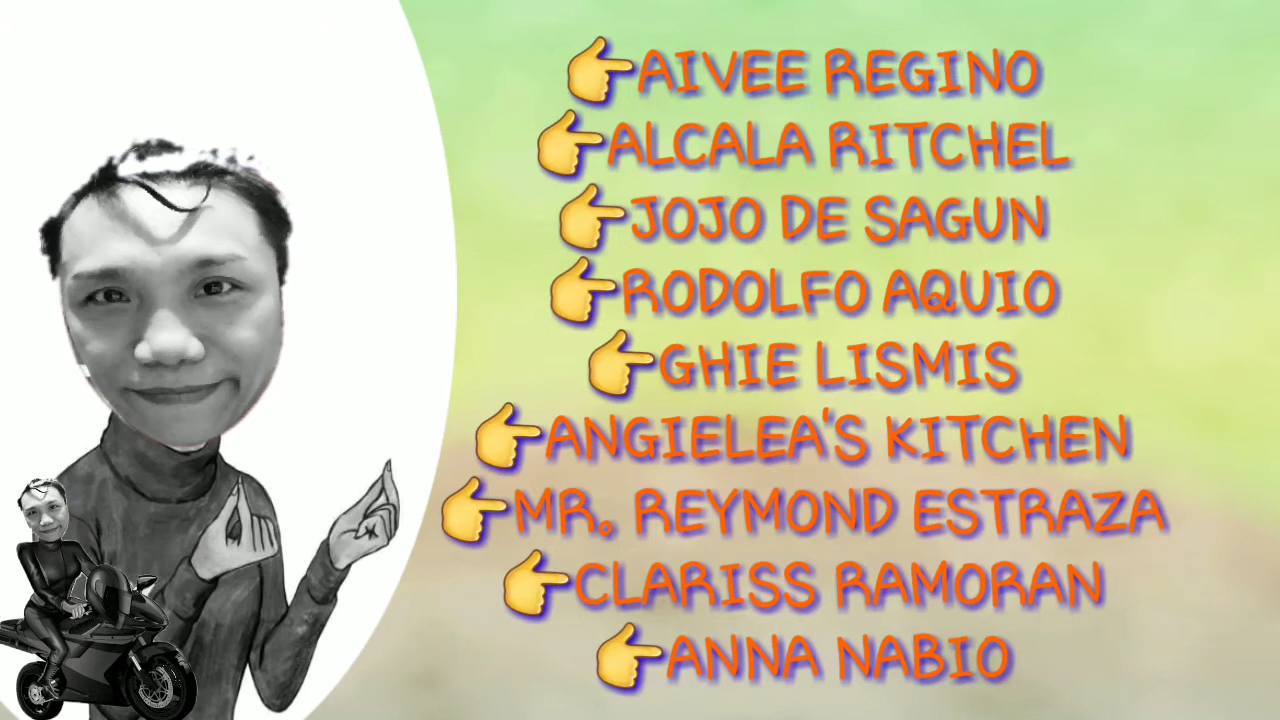 👉AIVEE REGINO
👉ALCALA RITCHEL
👉JOJO DE SAGUN
👉RODOLFO AQUIO
👉GHIE LISMIS
👉ANGIELEA'S KITCHEN
👉MR. REYMOND ESTRAZA
👉CLARISS RAMORAN
👉ANNA NABIO